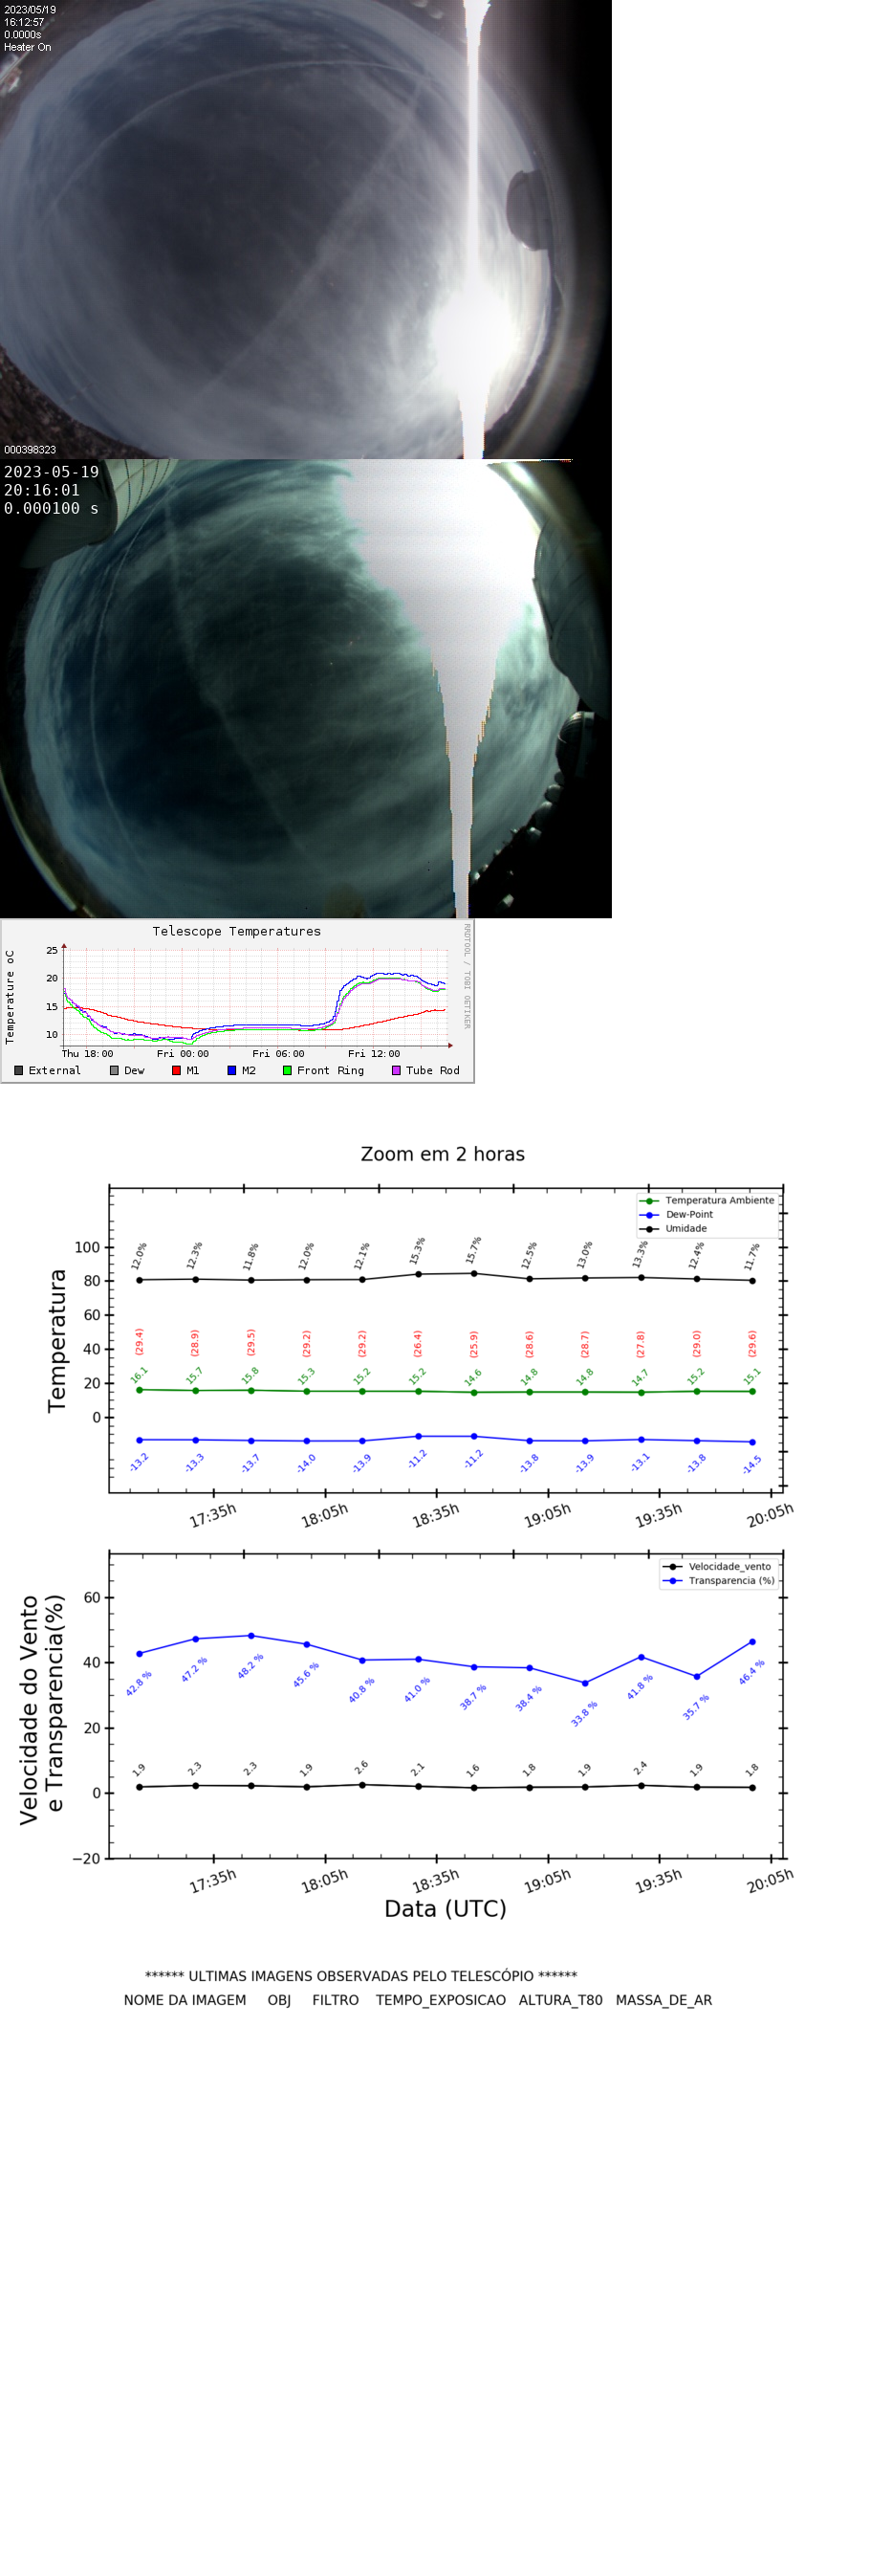 2023/05/19
16:12:57
0.0000s
Heater On
000398323
2023-05-19
20:16:01
0.000100 s
Telescope Temperatures
RRDTOOL / TOBI OETIKER
Temperature oC
25
20
15
10
Thu 18:00 Fri 00:00 Fri 06:00 Fri 12:00
External Dew M1 M2 Front Ring Tube Rod
Zoom em 2 horas
Temperatura Ambiente
Dew-Point
Umidade
Temperatura
100
80
60
40
20
0
12.0% 12.3% 11.8% 12.0% 12.1% 15.3% 15.7% 12.5% 13.0% 13.3% 12.4% 11.7%
(29.4) (28.9) (29.5) (29.2) (29.2) (26.4) (25.9) (28.6) (28.7) (27.8) (29.0) (29.6)
16.1 15.7 15.8 15.3 15.2 15.2 14.6 14.8 14.8 14.7 15.2 15.1
-13.2 -13.3 -13.7 -14.0 -13.9 -11.2 -11.2 -13.8 -13.9 -13.1 -13.8 -14.5
17:35h 18:05h 18:35h 19:05h 19:35h 20:05h
Velocidade_vento
Transparencia (%)
Velocidade do Vento
e Transparencia(%)
60
40
20
0
−20
42.8 % 47.2 % 48.2 % 45.6 % 40.8 % 41.0 % 38.7 % 38.4 % 33.8 % 41.8 % 35.7 % 46.4 %
1.9 2.3 2.3 1.9 2.6 2.1 1.6 1.8 1.9 2.4 1.9 1.8
17:35h 18:05h 18:35h 19:05h 19:35h 20:05h
Data (UTC)
****** ULTIMAS IMAGENS OBSERVADAS PELO TELESCÓPIO ******
NOME DA IMAGEM OBJ FILTRO TEMPO_EXPOSICAO ALTURA_T80 MASSA_DE_AR